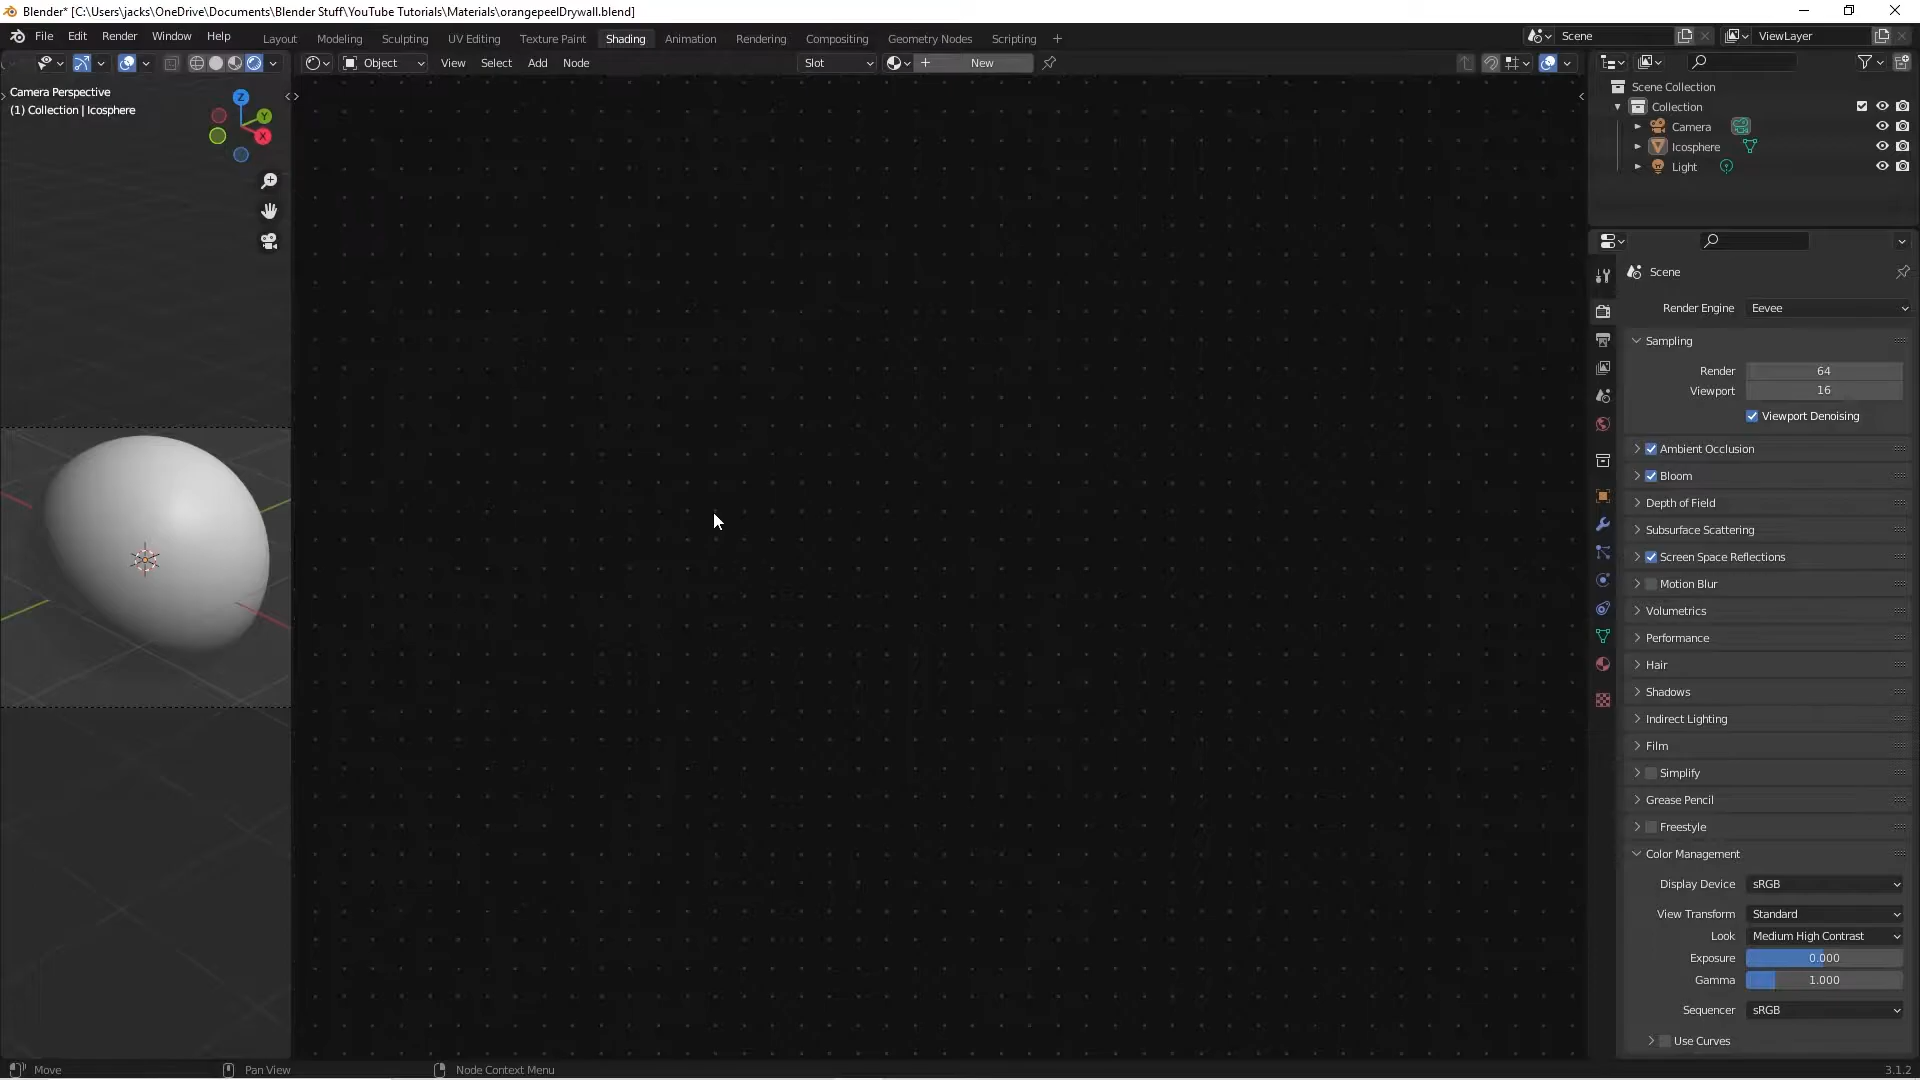 Blender* [C:\Users\jacks\OneDrive\Documents\Blender Stuff\YouTube Tutorials\Materials\orangepeelDrywall.blend]
File Edit Render Window Help
Layout Modeling Sculpting UV Editing Texture Paint Shading Animation Rendering Compositing Geometry Nodes Scripting +
Scene
ViewLayer
Object View Select Add Node
Slot
+ New
Camera Perspective
(1) Collection | Icosphere
Z
Y
X
Scene Collection
Collection
Camera
Icosphere
Light
Scene
Render Engine Eevee
Sampling
Render 64
Viewport 16
Viewport Denoising
Ambient Occlusion
Bloom
Depth of Field
Subsurface Scattering
Screen Space Reflections
Motion Blur
Volumetrics
Performance
Hair
Shadows
Indirect Lighting
Film
Simplify
Grease Pencil
Freestyle
Color Management
Display Device sRGB
View Transform Standard
Look Medium High Contrast
Exposure 0.000
Gamma 1.000
Sequencer sRGB
Use Curves
Move
Pan View
Node Context Menu
3.1.2